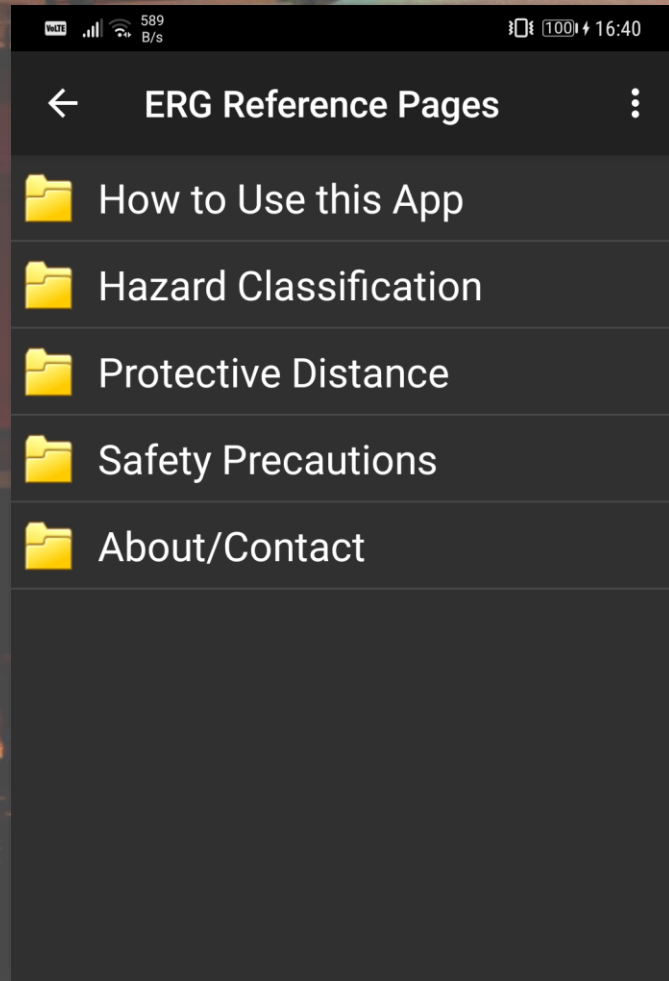 VoLTE 589 B/s 100 16:40
ERG Reference Pages
How to Use this App
Hazard Classification
Protective Distance
Safety Precautions
About/Contact